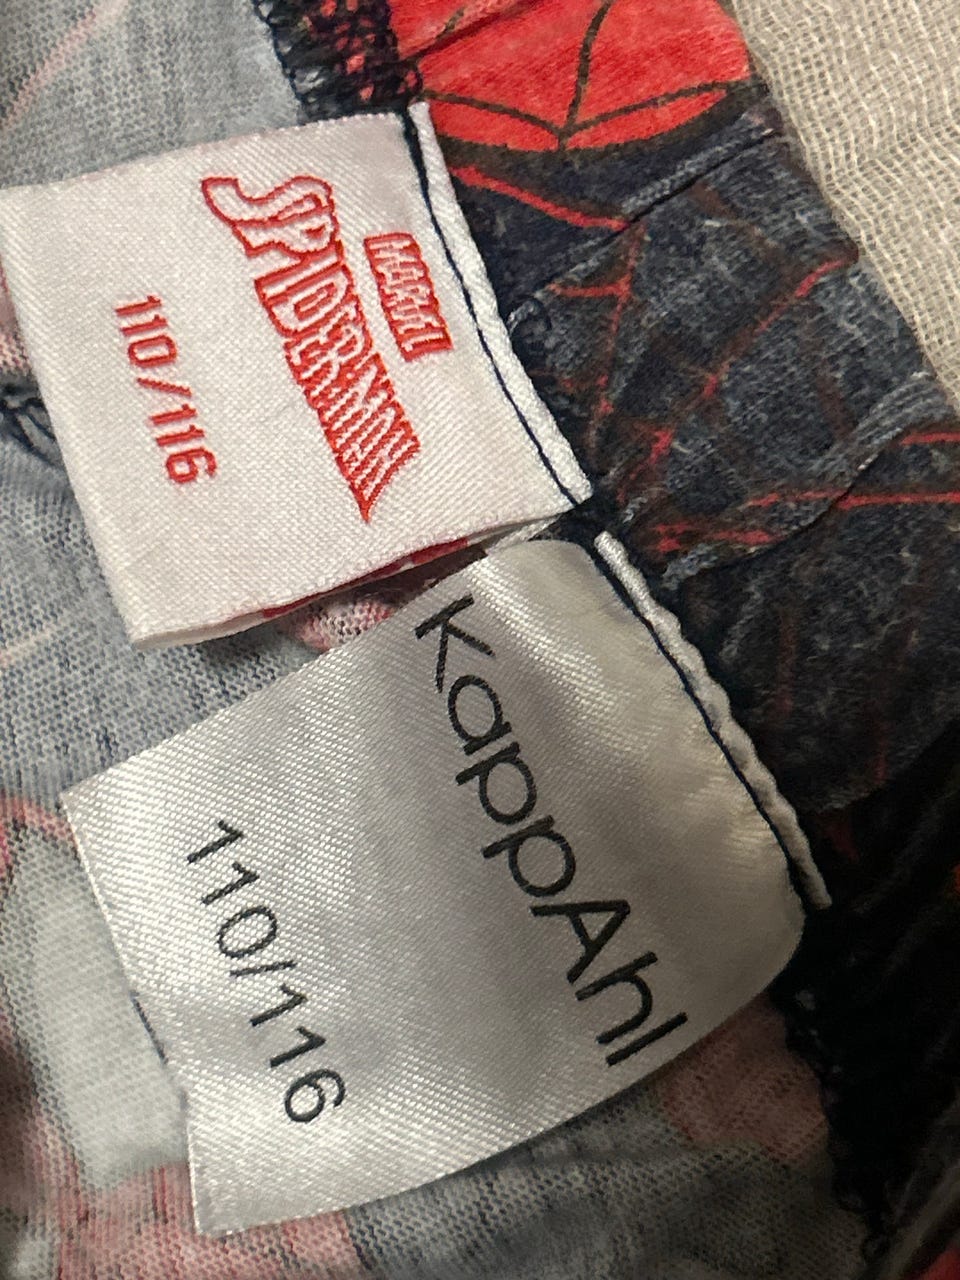 MARVEL
SPIDER-MAN
110/116
KappAhl
110/116